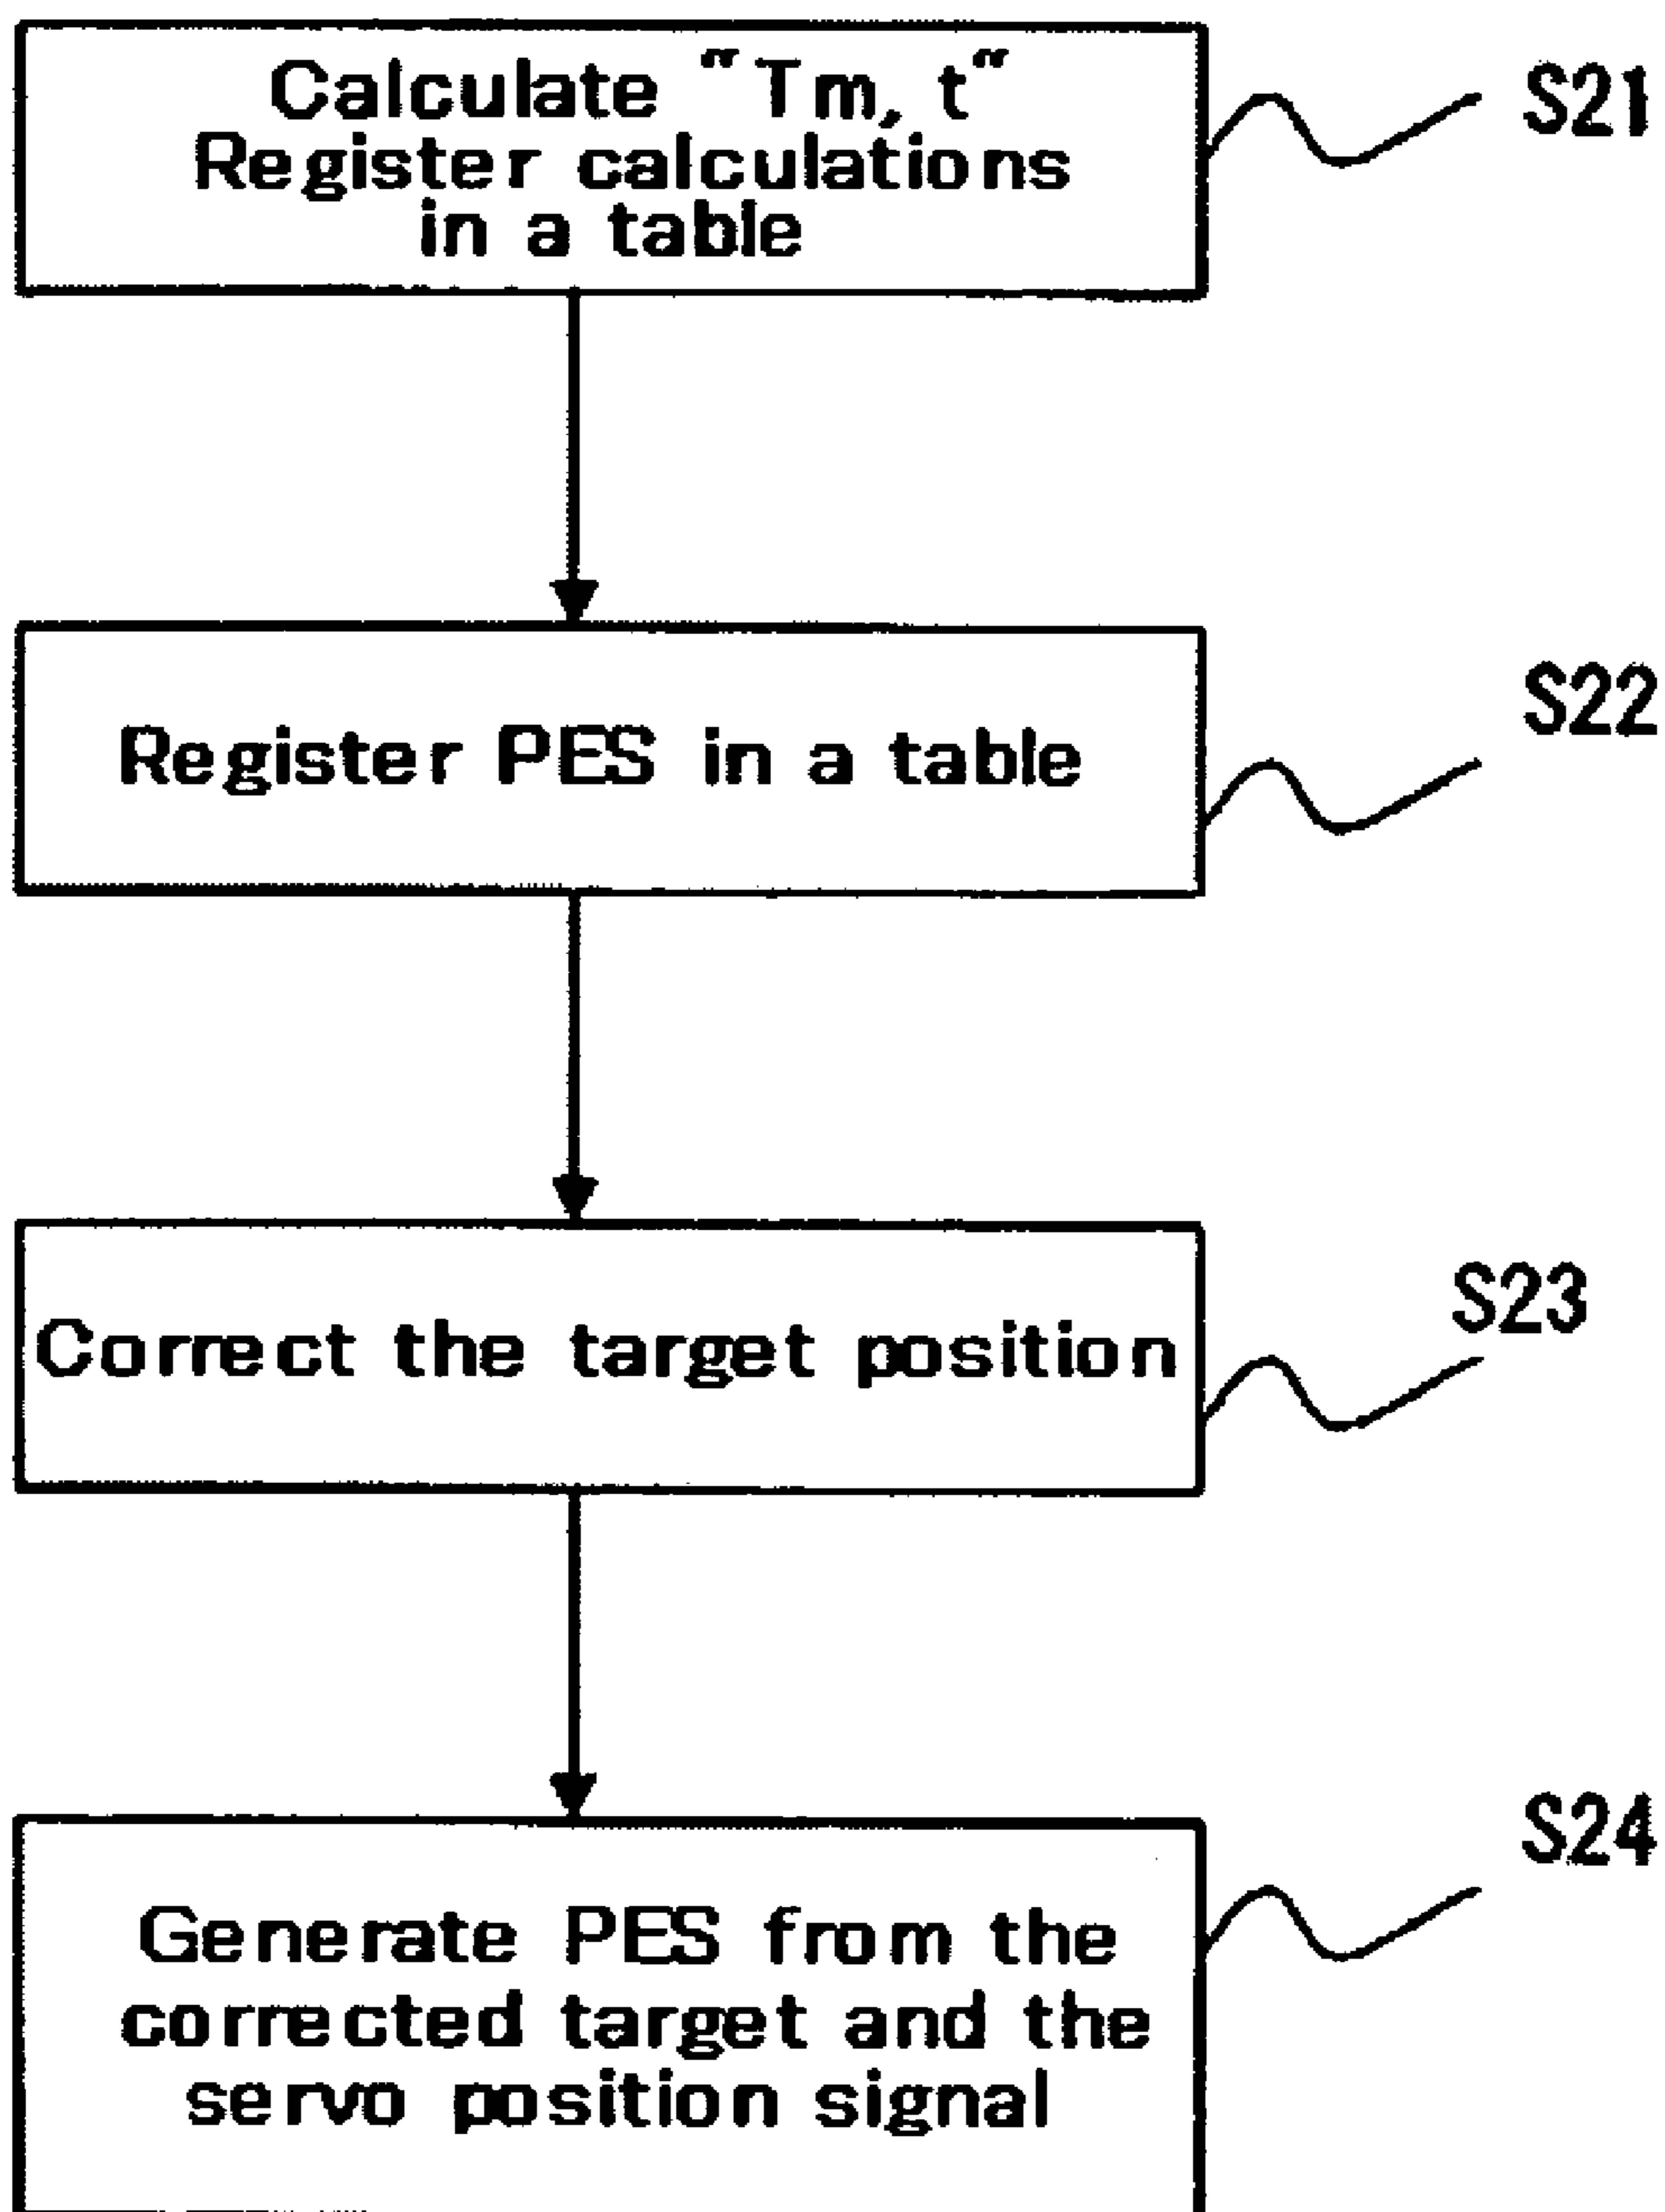 Calculate "Tm, t"
Register calculations
in a table
S21
Register PES in a table
S22
Correct the target position
S23
Generate PES from the
corrected target and the
servo position signal
S24